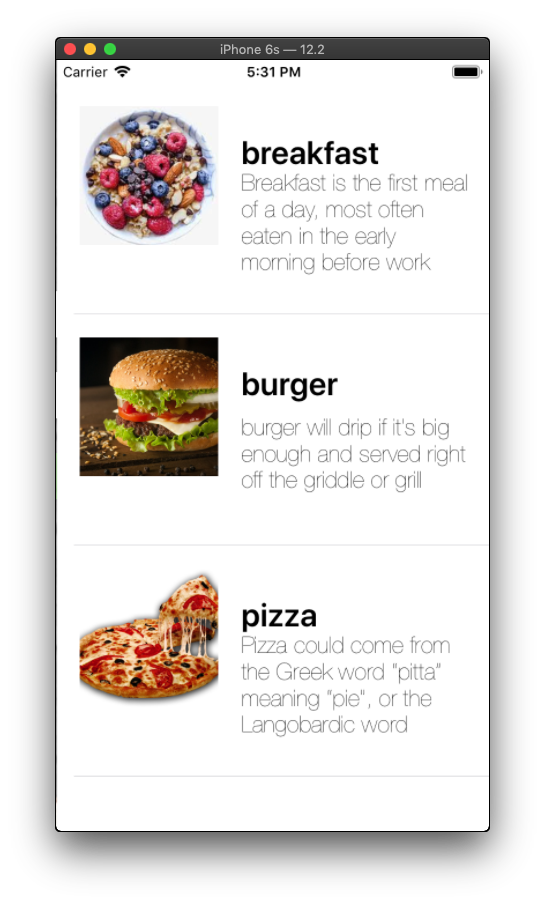 iPhone 6s — 12.2
Carrier 5:31 PM
breakfast
Breakfast is the first meal
of a day, most often
eaten in the early
morning before work
burger
burger will drip if it's big
enough and served right
off the griddle or grill
pizza
Pizza could come from
the Greek word "pitta"
meaning "pie", or the
Langobardic word